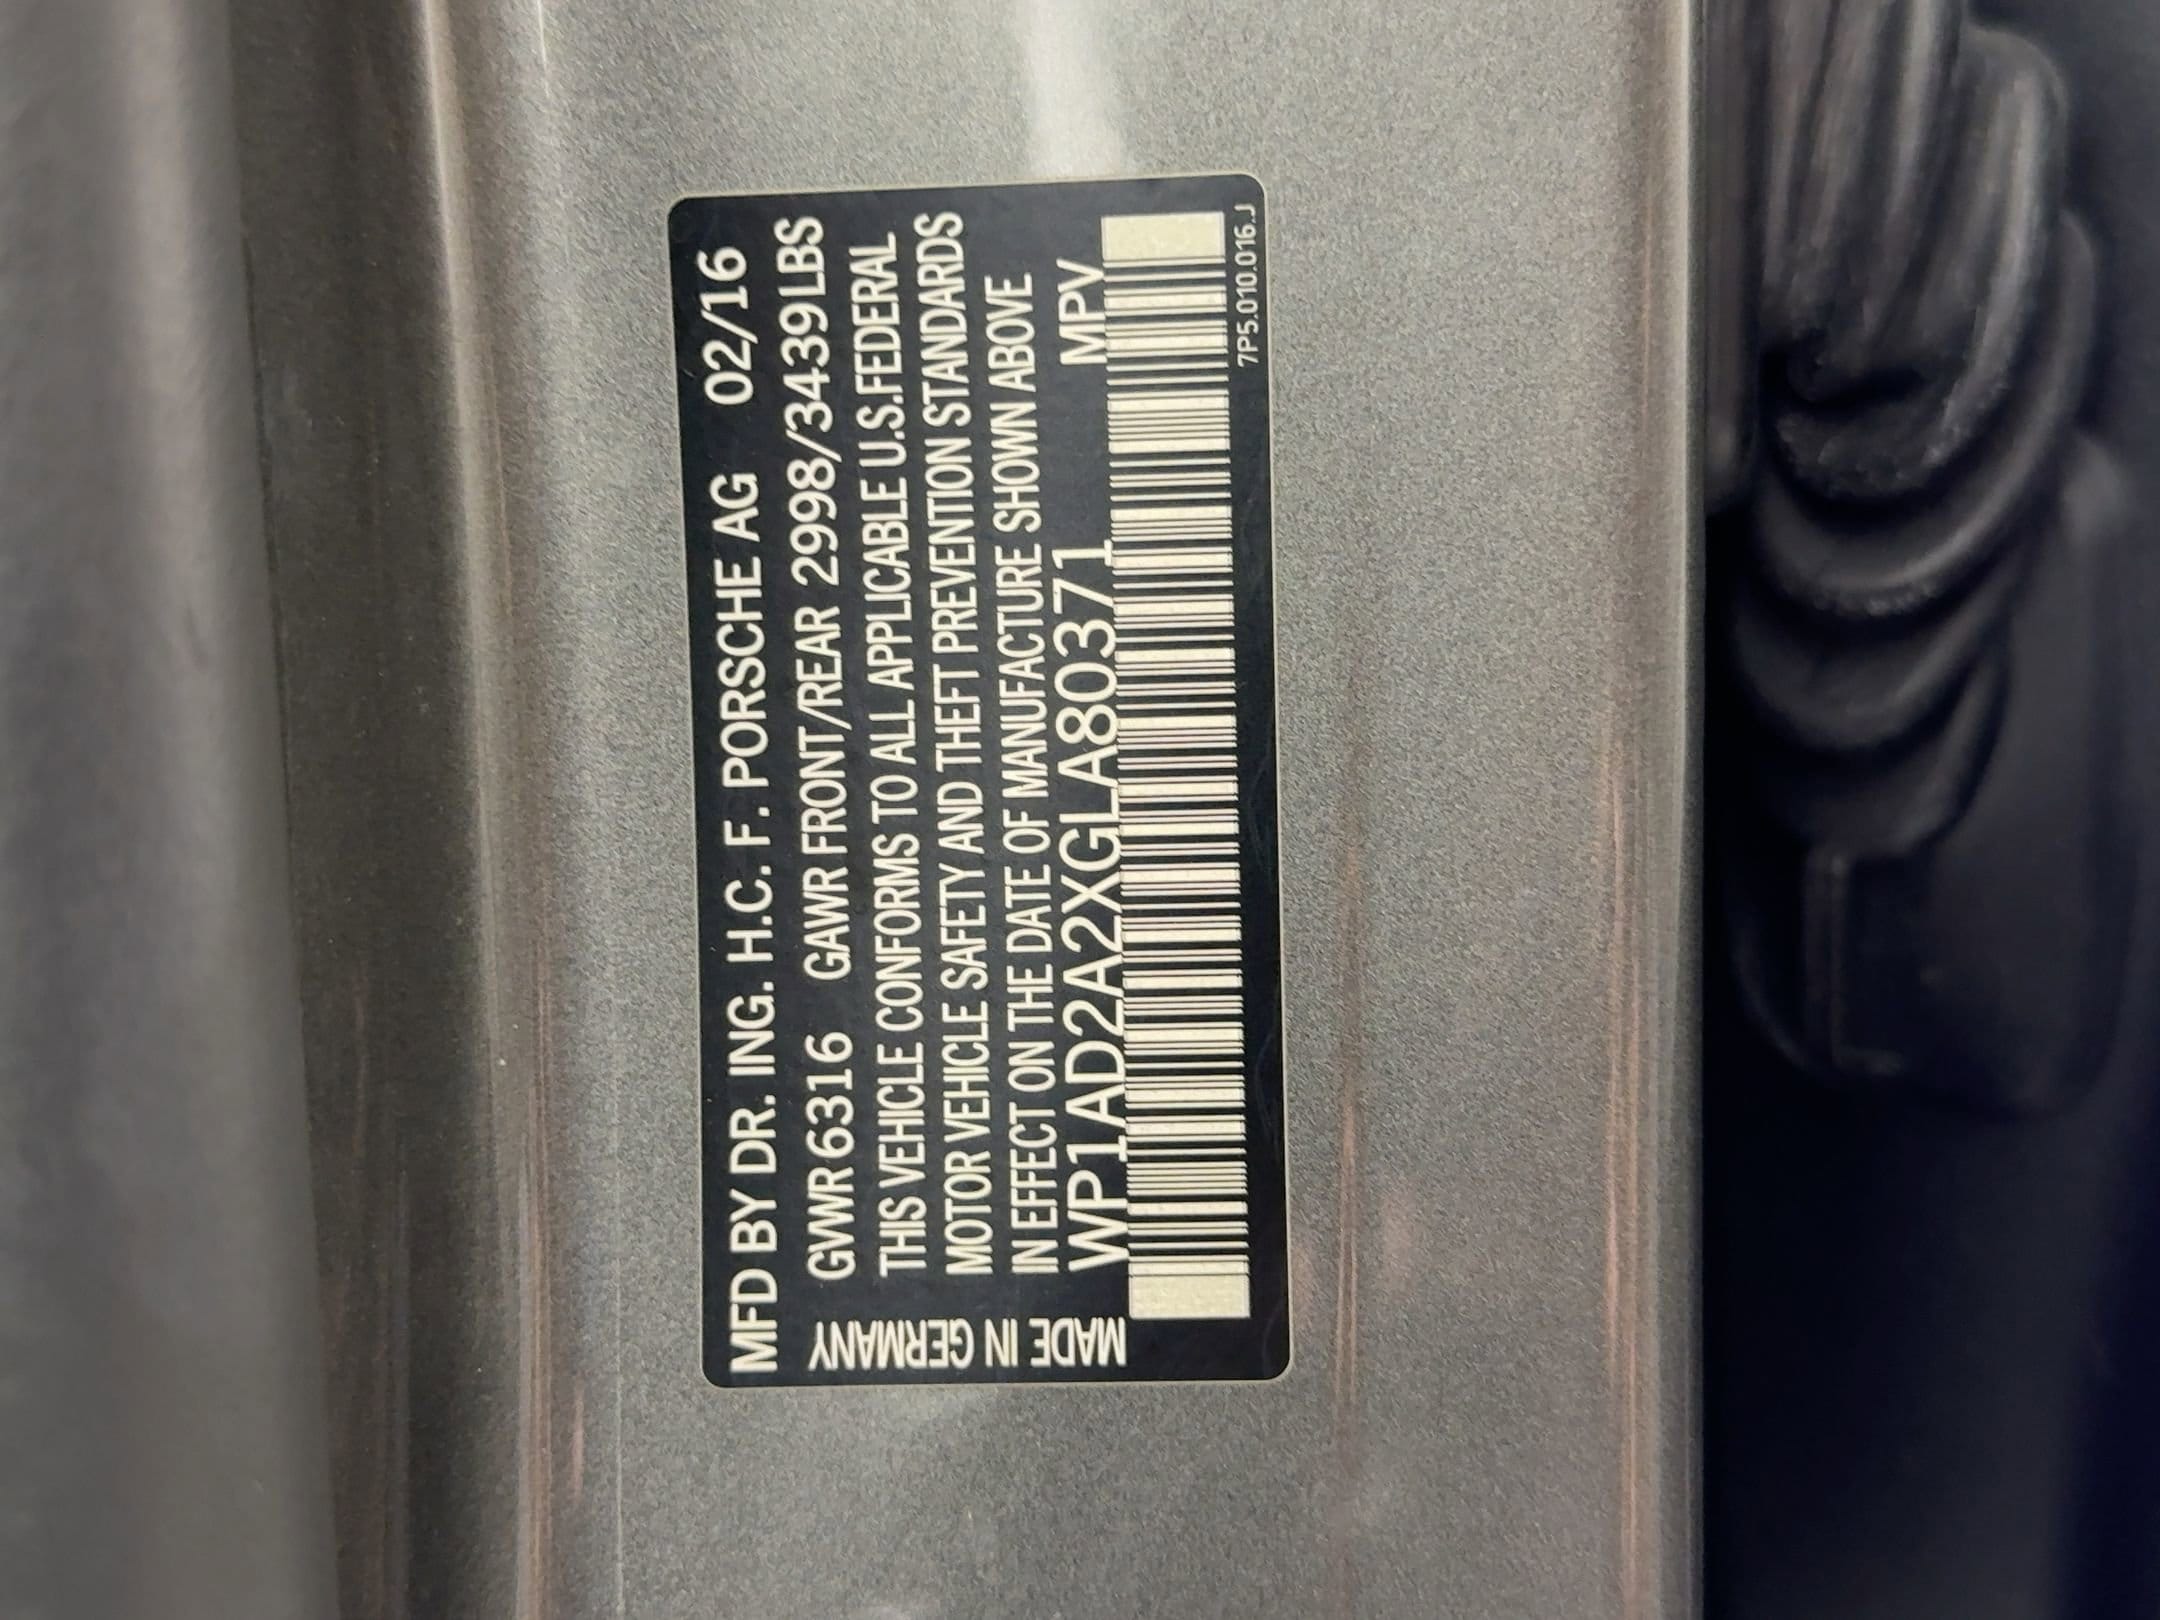 MFD BY DR. ING. H.C. F. PORSCHE AG 02/16
GVWR 6316 GAWR FRONT/REAR 2998/3439LBS
THIS VEHICLE CONFORMS TO ALL APPLICABLE U.S.FEDERAL
MOTOR VEHICLE SAFETY AND THEFT PREVENTION STANDARDS
IN EFFECT ON THE DATE OF MANUFACTURE SHOWN ABOVE
WP1AD2A2XGLA80371 MPV
MADE IN GERMANY
7P5.010.016.J